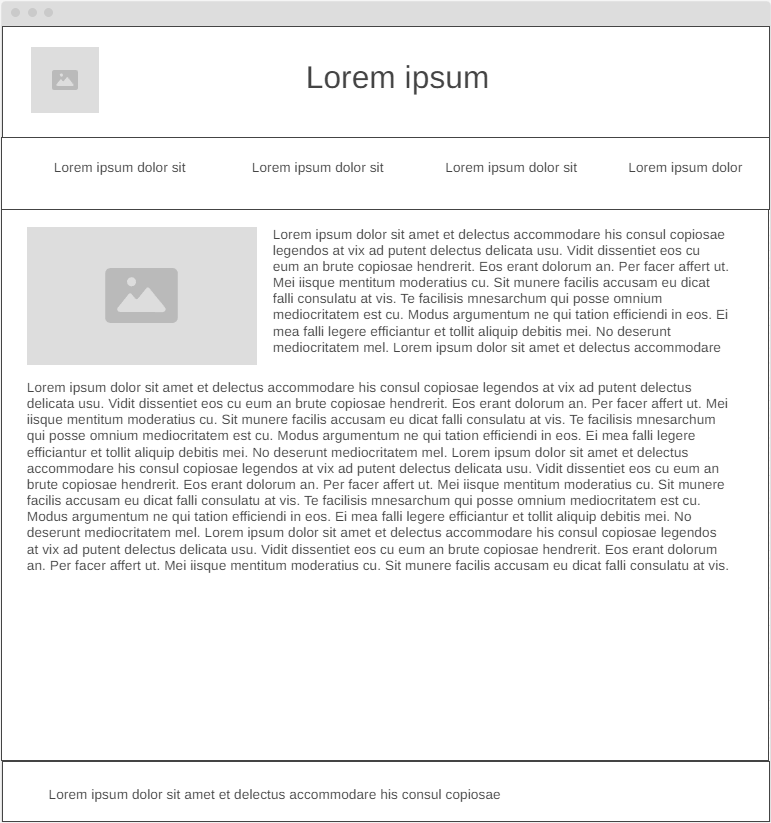 Lorem ipsum
Lorem ipsum dolor sit
Lorem ipsum dolor sit
Lorem ipsum dolor sit
Lorem ipsum dolor
Lorem ipsum dolor sit amet et delectus accommodare his consul copiosae
legendos at vix ad putent delectus delicata usu. Vidit dissentiet eos cu
eum an brute copiosae hendrerit. Eos erant dolorum an. Per facer affert ut.
Mei iisque mentitum moderatius cu. Sit munere facilis accusam eu dicat
falli consulatu at vis. Te facilisis mnesarchum qui posse omnium
mediocritatem est cu. Modus argumentum ne qui tation efficiendi in eos. Ei
mea falli legere efficiantur et tollit aliquip debitis mei. No deserunt
mediocritatem mel. Lorem ipsum dolor sit amet et delectus accommodare
Lorem ipsum dolor sit amet et delectus accommodare his consul copiosae legendos at vix ad putent delectus
delicata usu. Vidit dissentiet eos cu eum an brute copiosae hendrerit. Eos erant dolorum an. Per facer affert ut. Mei
iisque mentitum moderatius cu. Sit munere facilis accusam eu dicat falli consulatu at vis. Te facilisis mnesarchum
qui posse omnium mediocritatem est cu. Modus argumentum ne qui tation efficiendi in eos. Ei mea falli legere
efficiantur et tollit aliquip debitis mei. No deserunt mediocritatem mel. Lorem ipsum dolor sit amet et delectus
accommodare his consul copiosae legendos at vix ad putent delectus delicata usu. Vidit dissentiet eos cu eum an
brute copiosae hendrerit. Eos erant dolorum an. Per facer affert ut. Mei iisque mentitum moderatius cu. Sit munere
facilis accusam eu dicat falli consulatu at vis. Te facilisis mnesarchum qui posse omnium mediocritatem est cu.
Modus argumentum ne qui tation efficiendi in eos. Ei mea falli legere efficiantur et tollit aliquip debitis mei. No
deserunt mediocritatem mel. Lorem ipsum dolor sit amet et delectus accommodare his consul copiosae legendos
at vix ad putent delectus delicata usu. Vidit dissentiet eos cu eum an brute copiosae hendrerit. Eos erant dolorum
an. Per facer affert ut. Mei iisque mentitum moderatius cu. Sit munere facilis accusam eu dicat falli consulatu at vis.
Lorem ipsum dolor sit amet et delectus accommodare his consul copiosae